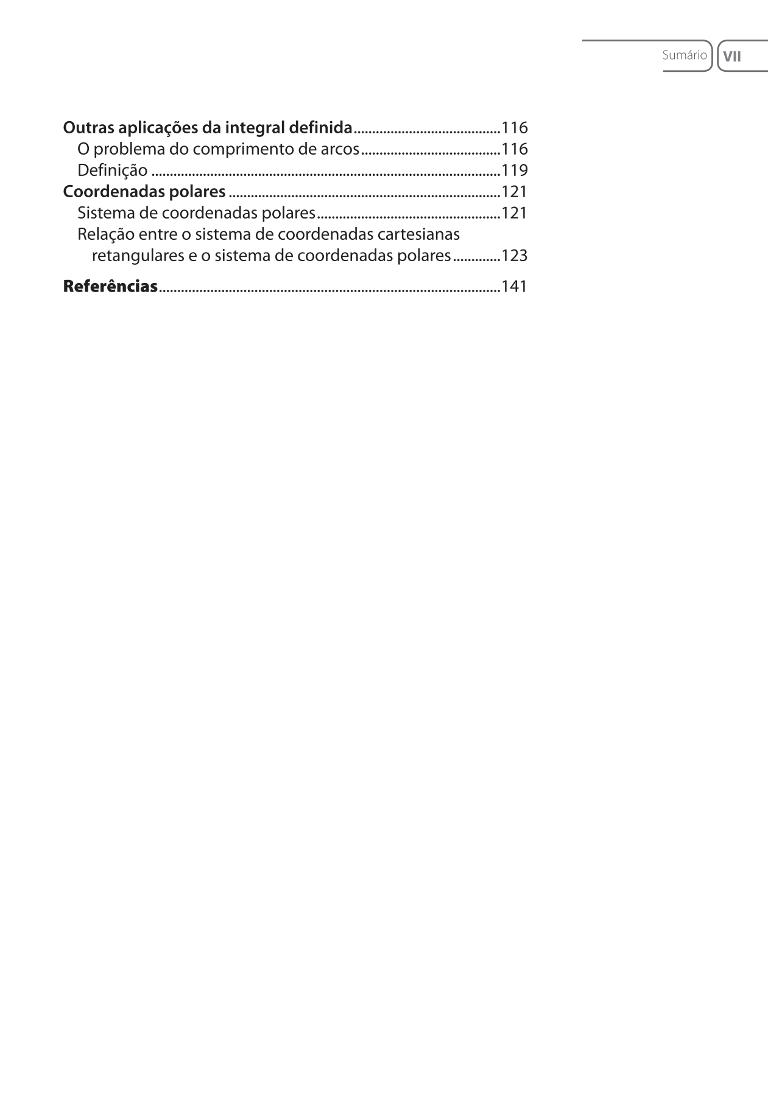 Sumário VII
Outras aplicações da integral definida.......................................116
O problema do comprimento de arcos.....................................116
Definição .............................................................................................119
Coordenadas polares ........................................................................121
Sistema de coordenadas polares.................................................121
Relação entre o sistema de coordenadas cartesianas
retangulares e o sistema de coordenadas polares.............123
Referências...........................................................................................141